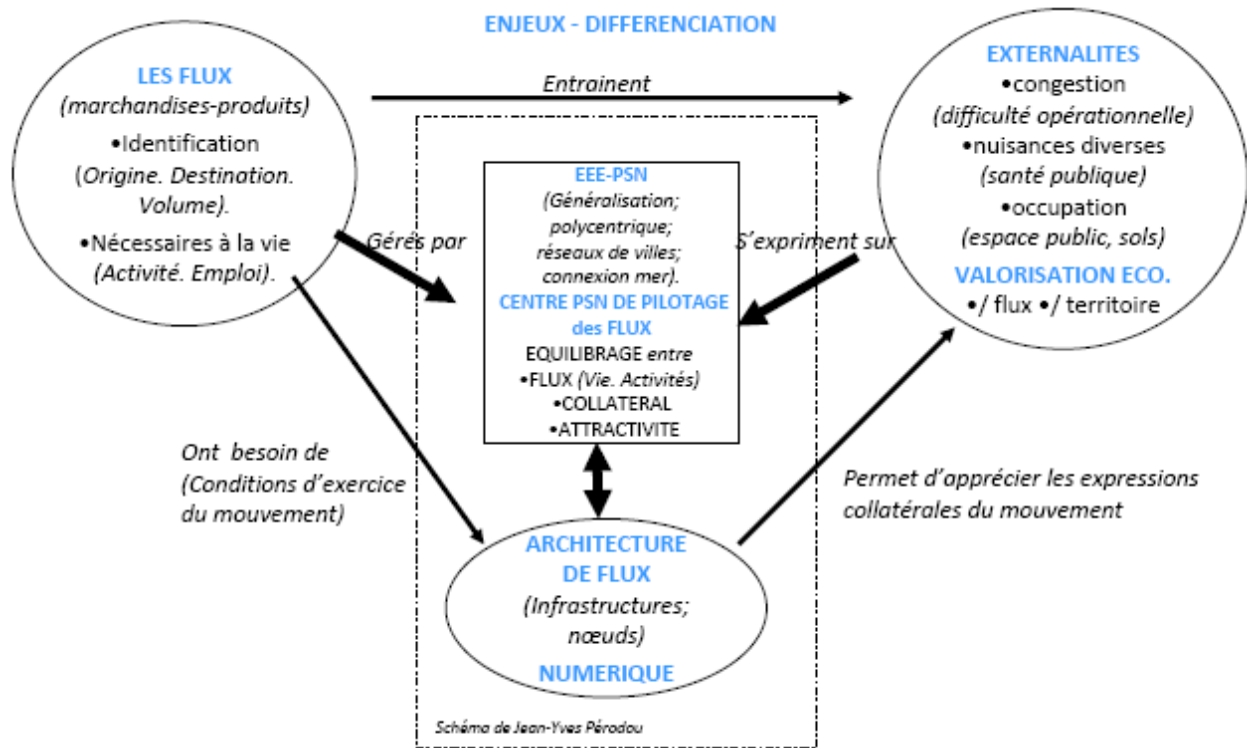 ENJEUX - DIFFERENCIATION
LES FLUX
(marchandises-produits)
•Identification
(Origine. Destination.
Volume).
•Nécessaires à la vie
(Activité. Emploi).
Entrainent
EXTERNALITES
•congestion
(difficulté opérationnelle)
•nuisances diverses
(santé publique)
•occupation
(espace public, sols)
VALORISATION ECO.
•/ flux •/ territoire
Gérés par
EEE-PSN
(Généralisation;
polycentrique;
réseaux de villes;
connexion mer).
CENTRE PSN DE PILOTAGE
des FLUX
EQUILIBRAGE entre
•FLUX (Vie. Activités)
•COLLATERAL
•ATTRACTIVITE
S'expriment sur
Ont besoin de
(Conditions d'exercice
du mouvement)
Permet d'apprécier les expressions
collatérales du mouvement
ARCHITECTURE
DE FLUX
(Infrastructures;
nœuds)
NUMERIQUE
Schéma de Jean-Yves Pérodou